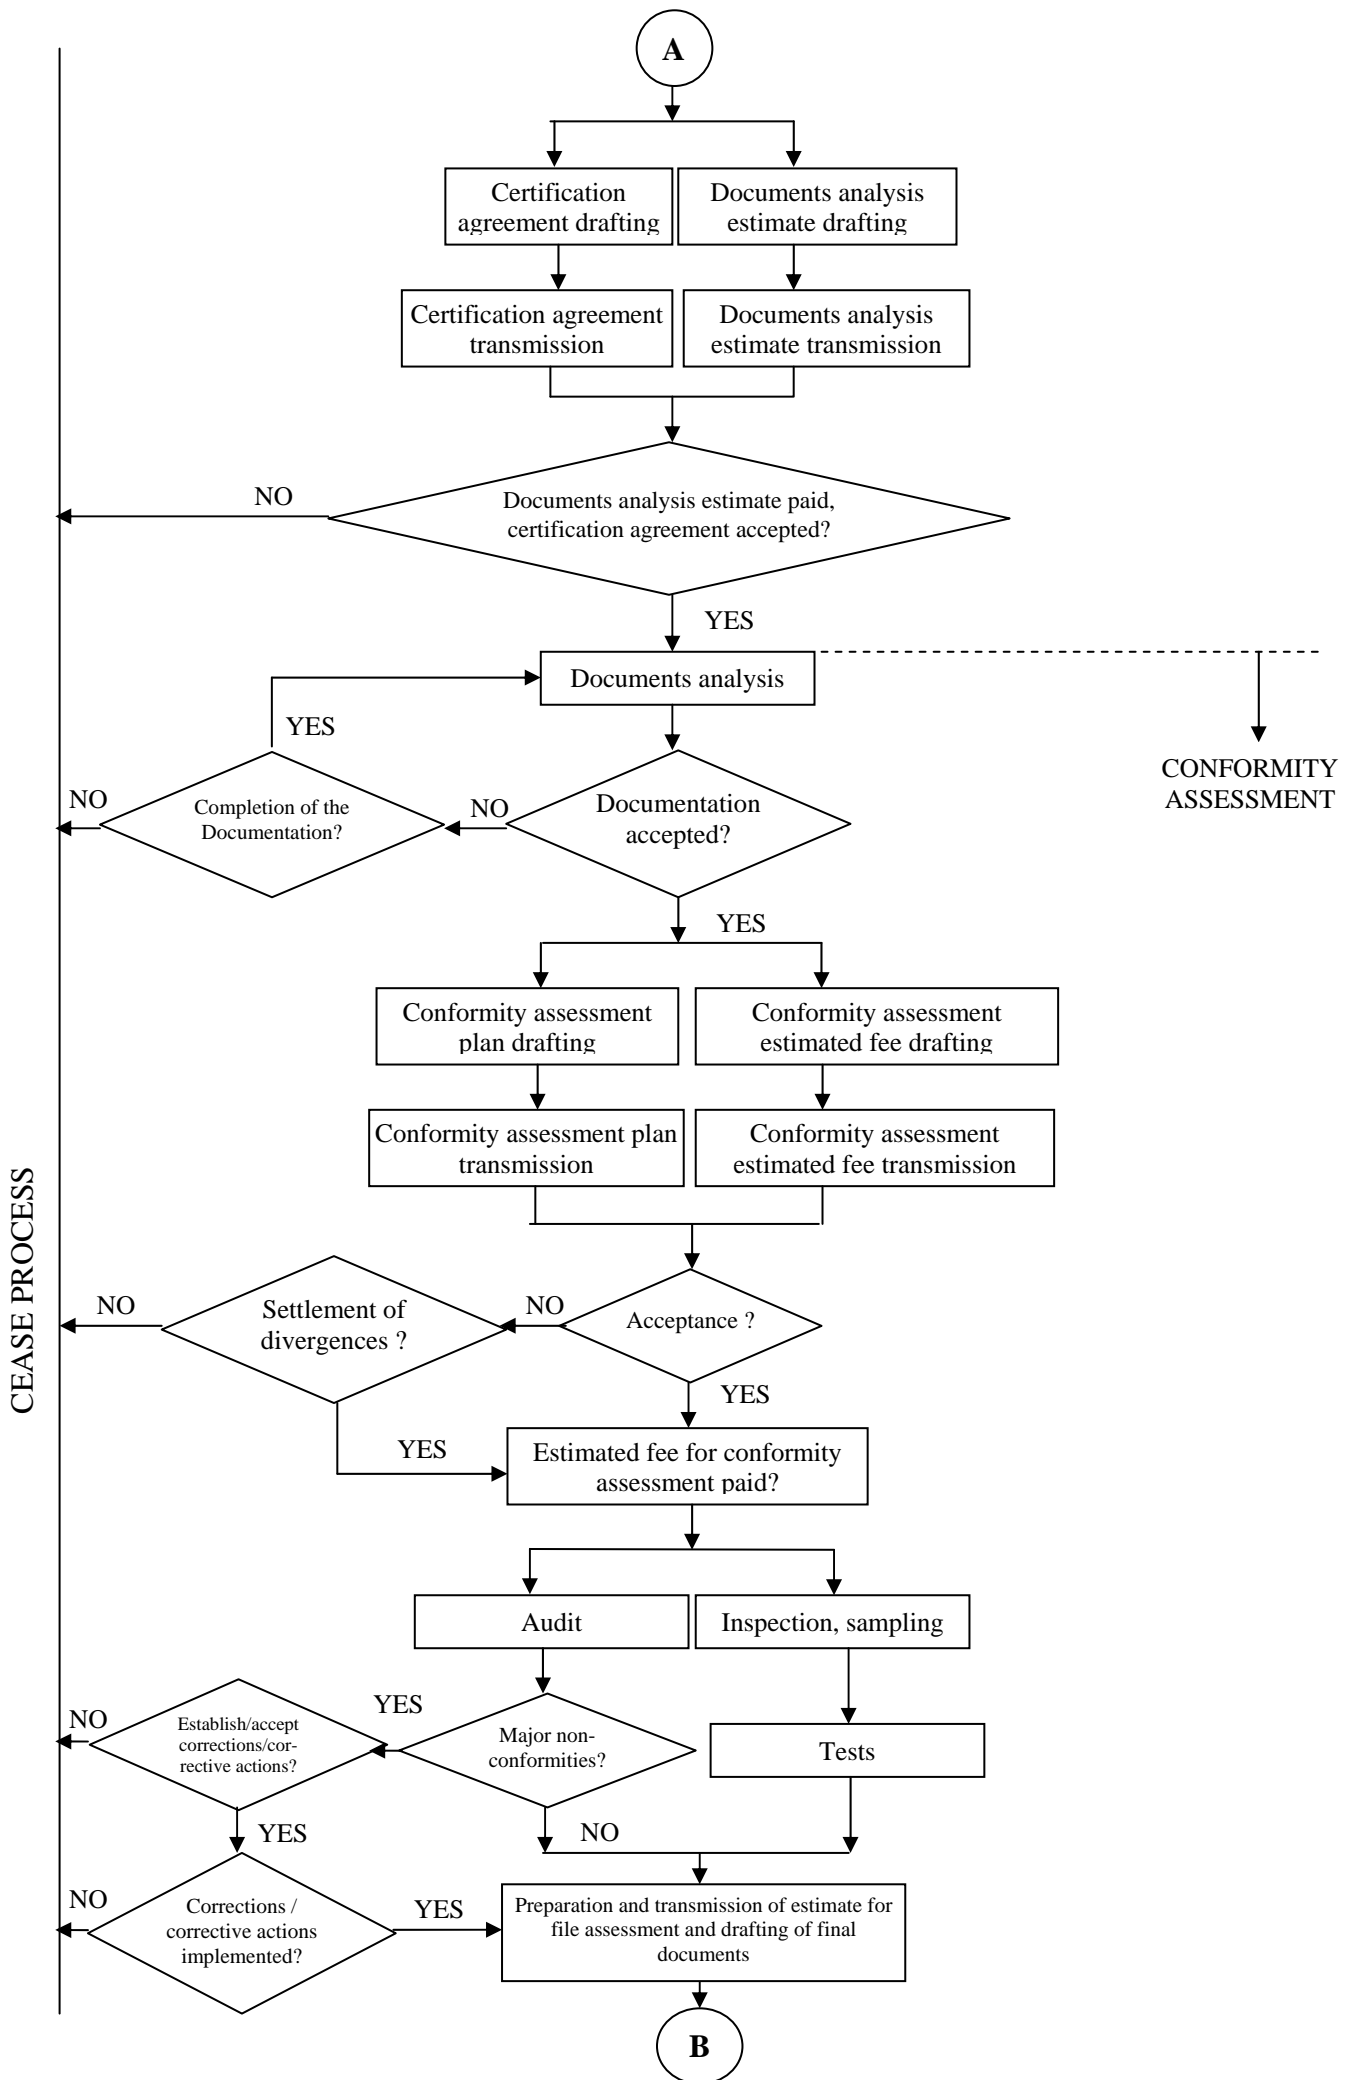 A
Certification
agreement drafting
Documents analysis
estimate drafting
Certification agreement
transmission
Documents analysis
estimate transmission
NO
Documents analysis estimate paid,
certification agreement accepted?
YES
Documents analysis
YES
CONFORMITY
ASSESSMENT
NO
Completion of the
Documentation?
NO
Documentation
accepted?
YES
Conformity assessment
plan drafting
Conformity assessment
estimated fee drafting
Conformity assessment plan
transmission
Conformity assessment
estimated fee transmission
CEASE PROCESS
NO
Settlement of
divergences ?
NO
Acceptance ?
YES
YES
Estimated fee for conformity
assessment paid?
Audit
Inspection, sampling
NO
Establish/accept
corrections/cor-
rective actions?
YES
Major non-
conformities?
Tests
YES
NO
NO
Corrections /
corrective actions
implemented?
YES
Preparation and transmission of estimate for
file assessment and drafting of final
documents
B